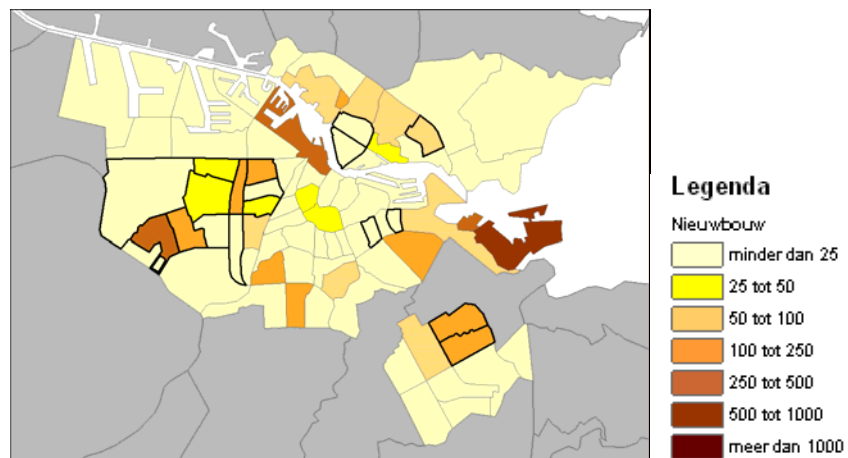 Legenda
Nieuwbouw
minder dan 25
25 tot 50
50 tot 100
100 tot 250
250 tot 500
500 tot 1000
meer dan 1000